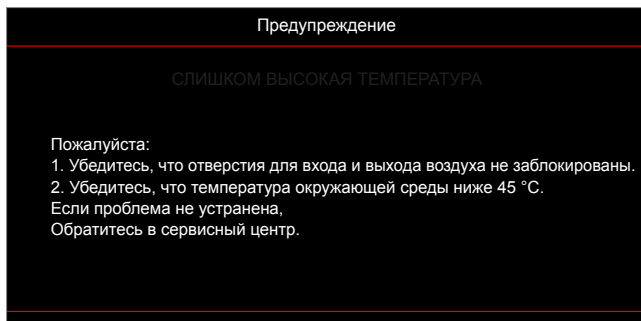 Предупреждение
СЛИШКОМ ВЫСОКАЯ ТЕМПЕРАТУРА
Пожалуйста:
1. Убедитесь, что отверстия для входа и выхода воздуха не заблокированы.
2. Убедитесь, что температура окружающей среды ниже 45 °C.
Если проблема не устранена,
Обратитесь в сервисный центр.